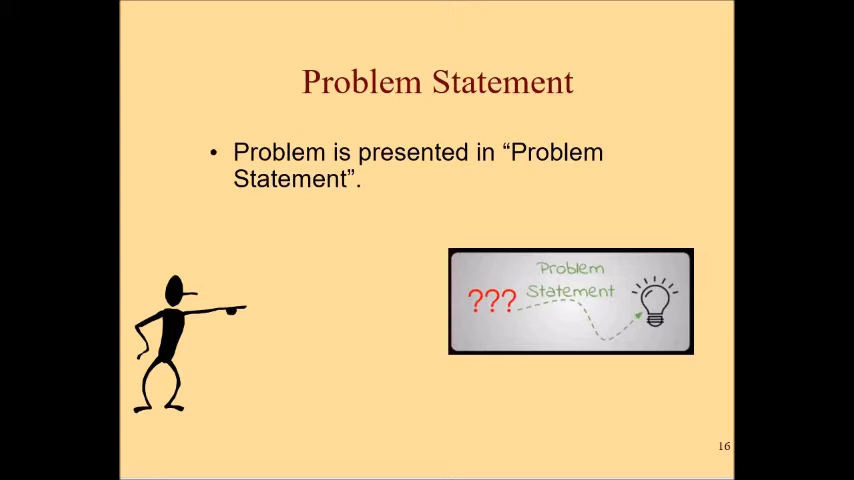 Problem Statement
• Problem is presented in “Problem
Statement”.
Problem
Statement
???
16